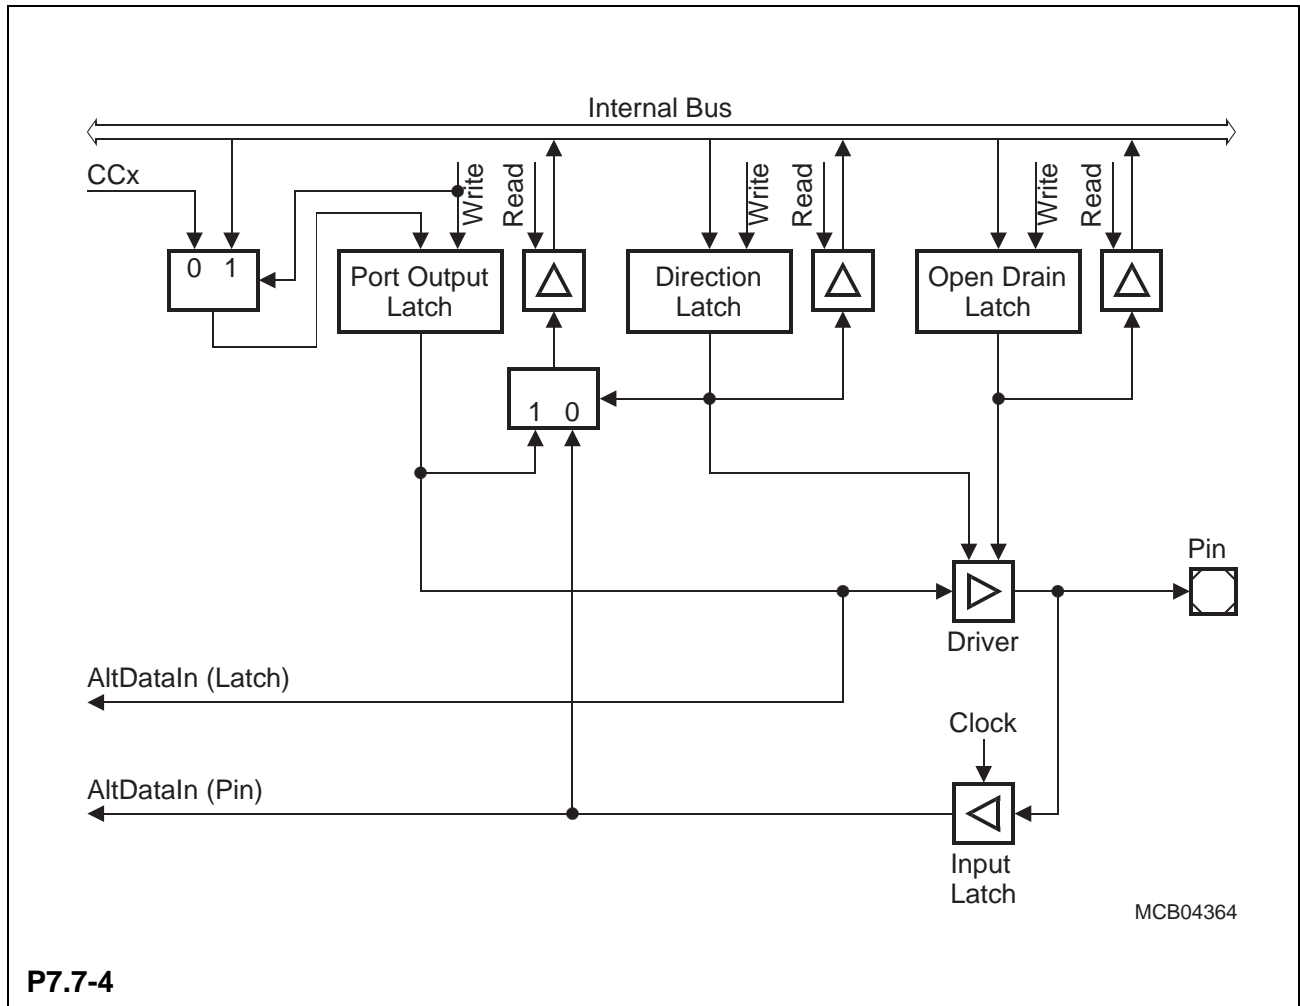 Internal Bus
CCx
Write
Read
Write
Read
Write
Read
0 1
Port Output
Latch
Direction
Latch
Open Drain
Latch
1 0
Pin
Driver
AltDataIn (Latch)
Clock
AltDataIn (Pin)
Input
Latch
MCB04364
P7.7-4